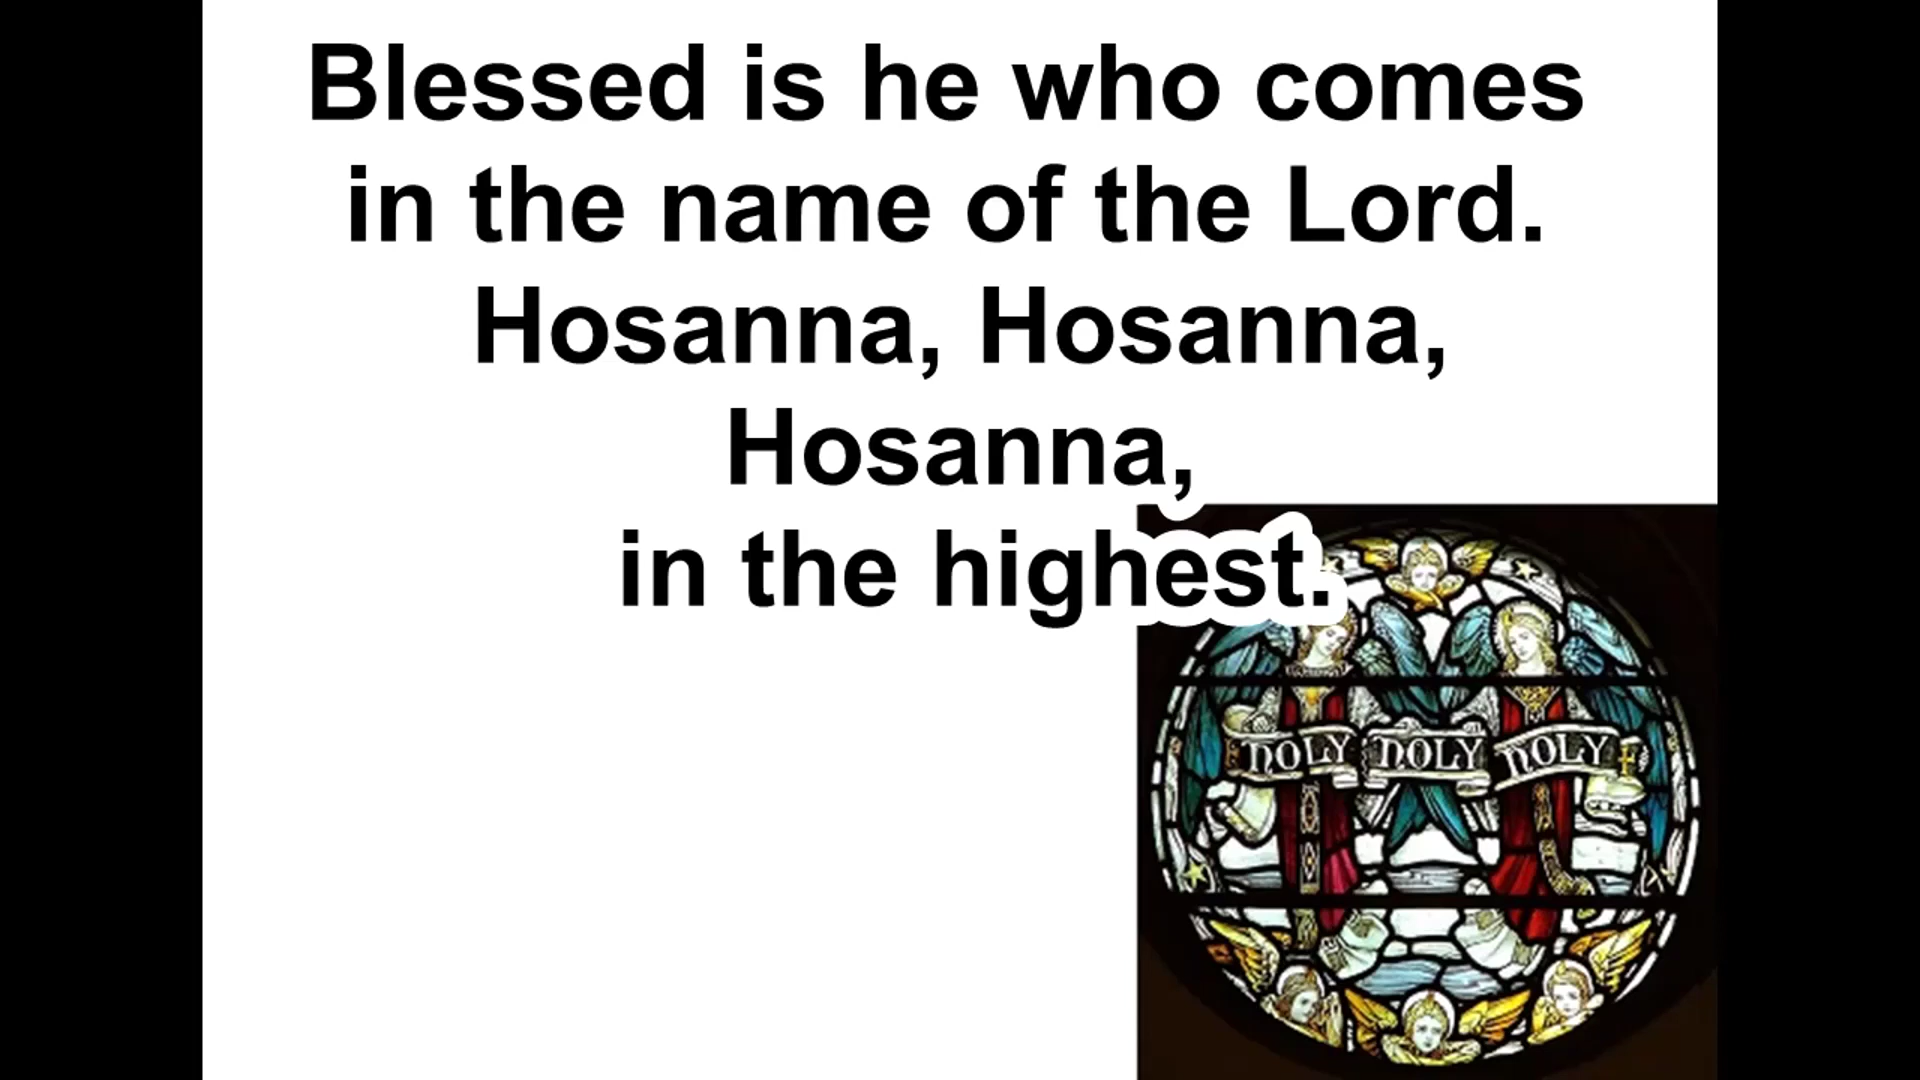 Blessed is he who comes
in the name of the Lord.
Hosanna, Hosanna,
Hosanna,
in the highest.
HOLY HOLY HOLY